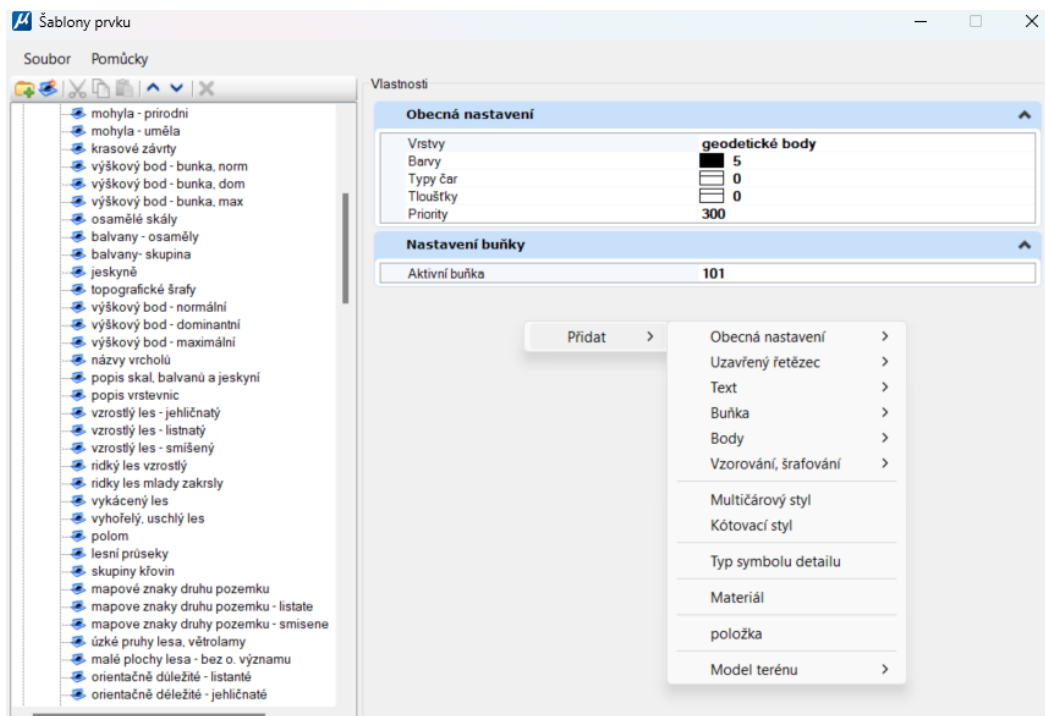 Šablony prvku
Soubor Pomůcky
mohyla - prirodni
mohyla - uměla
krasové závrty
výškový bod - bunka, norm
výškový bod - bunka, dom
výškový bod - bunka, max
osamělé skály
balvany - osaměly
balvany- skupina
jeskyně
topografické šrafy
výškový bod - normální
výškový bod - dominantní
výškový bod - maximální
názvy vrcholů
popis skal, balvanů a jeskyní
popis vrstevnic
vzrostlý les - jehličnatý
vzrostlý les - listnatý
vzrostlý les - smíšený
ridký les vzrostlý
ridky les mlady zakrsly
vykácený les
vyhořelý, uschlý les
polom
lesní průseky
skupiny křovin
mapové znaky druhu pozemku
mapove znaky druhu pozemku - listate
mapove znaky druhy pozemku - smisene
úzké pruhy lesa, větrolamy
malé plochy lesa - bez o. významu
orientačně důležité - listanté
orientačně déležité - jehličnaté
Vlastnosti
Obecná nastavení
Vrstvy geodetické body
Barvy 5
Typy čar 0
Tloušťky 0
Priority 300
Nastavení buňky
Aktivní buňka 101
Přidat
Obecná nastavení
Uzavřený řetězec
Text
Buňka
Body
Vzorování, šrafování
Multičárový styl
Kótovací styl
Typ symbolu detailu
Materiál
položka
Model terénu